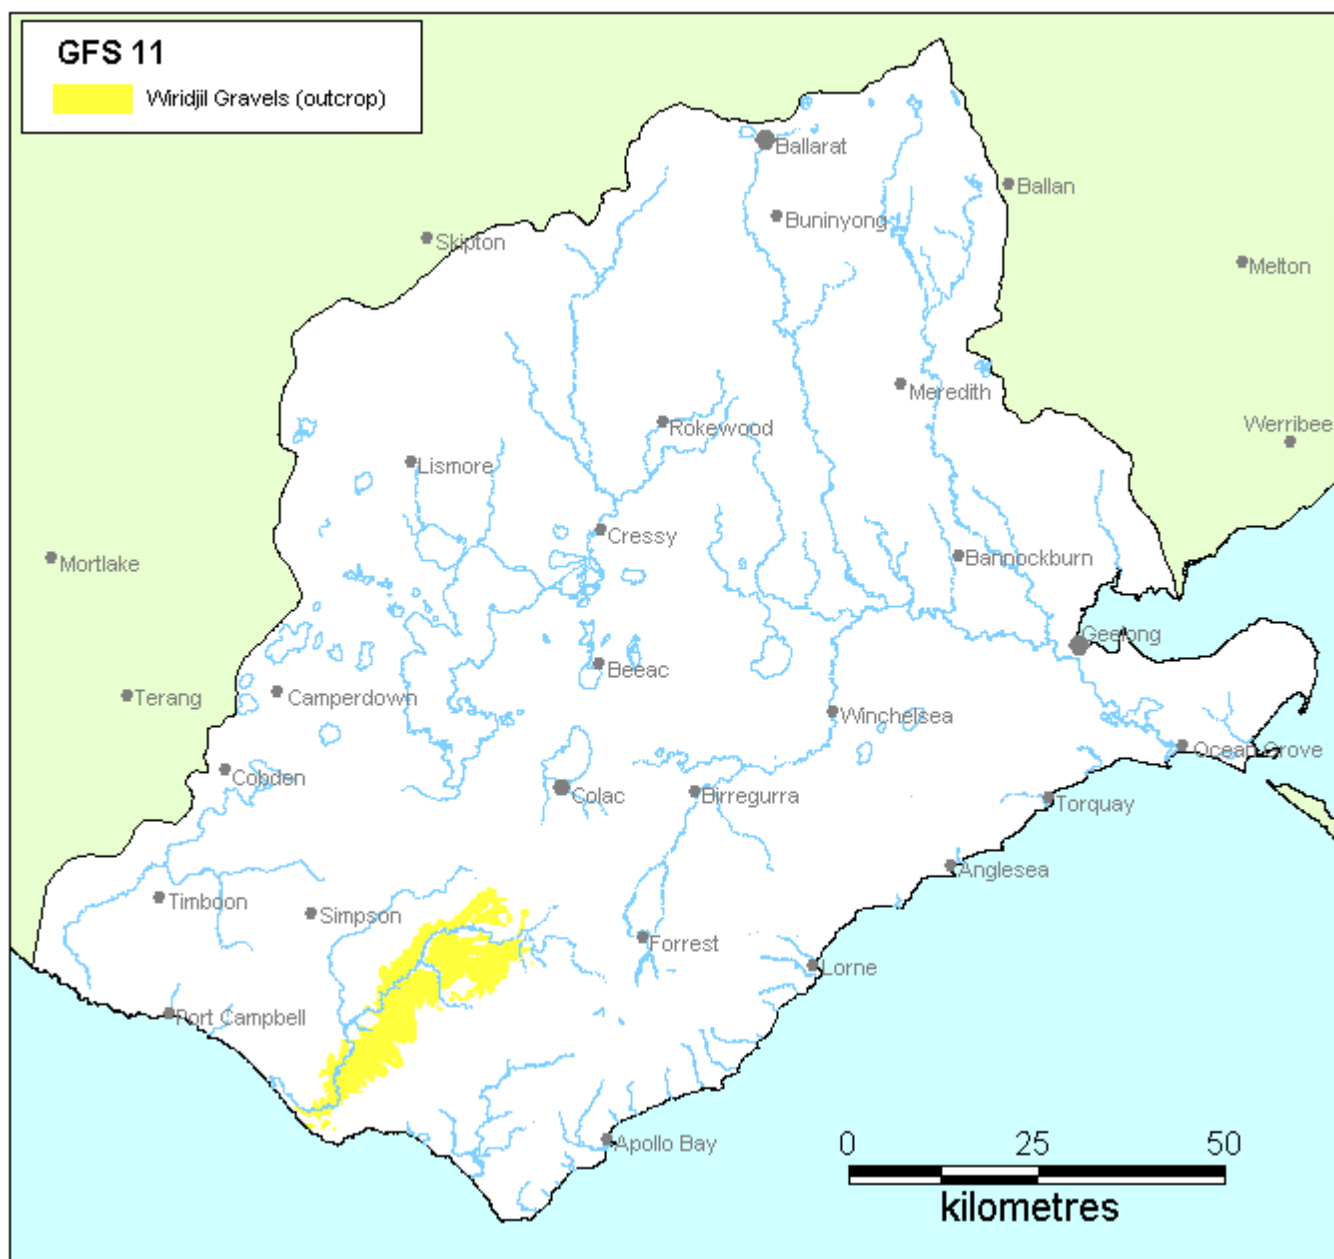 GFS 11
Wiridjil Gravels (outcrop)
Ballarat
Ballan
Buninyong
Skipton
Melton
Meredith
Werribee
Rokewood
Lismore
Cressy
Mortlake
Bannockburn
Geelong
Beeac
Terang
Camperdown
Winchelsea
Ocean Grove
Cobden
Colac
Birregurra
Torquay
Anglesea
Timboon
Simpson
Forrest
Lorne
Port Campbell
Apollo Bay
0 25 50
kilometres